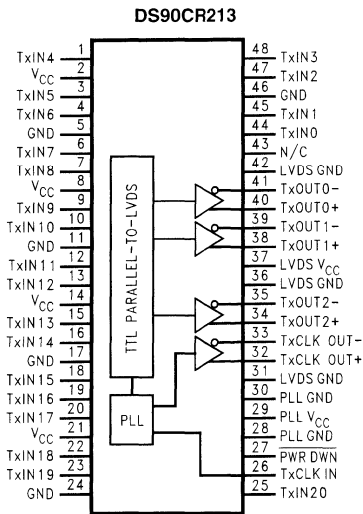 DS90CR213
TxIN4 1 48 TxIN3
VCC 2 47 TxIN2
TxIN5 3 46 GND
TxIN6 4 45 TxIN1
GND 5 44 TxIN0
TxIN7 6 43 N/C
TxIN8 7 42 LVDS GND
VCC 8 41 TxOUT0-
TxIN9 9 40 TxOUT0+
TxIN10 10 39 TxOUT1-
GND 11 38 TxOUT1+
TxIN11 12 37 LVDS VCC
TxIN12 13 36 LVDS GND
VCC 14 35 TxOUT2-
TxIN13 15 34 TxOUT2+
TxIN14 16 33 TxCLK OUT-
GND 17 32 TxCLK OUT+
TxIN15 18 31 LVDS GND
TxIN16 19 30 PLL GND
TxIN17 20 29 PLL VCC
VCC 21 28 PLL GND
TxIN18 22 27 PWR DWN
TxIN19 23 26 TxCLK IN
GND 24 25 TxIN20
TTL PARALLEL-TO-LVDS
PLL